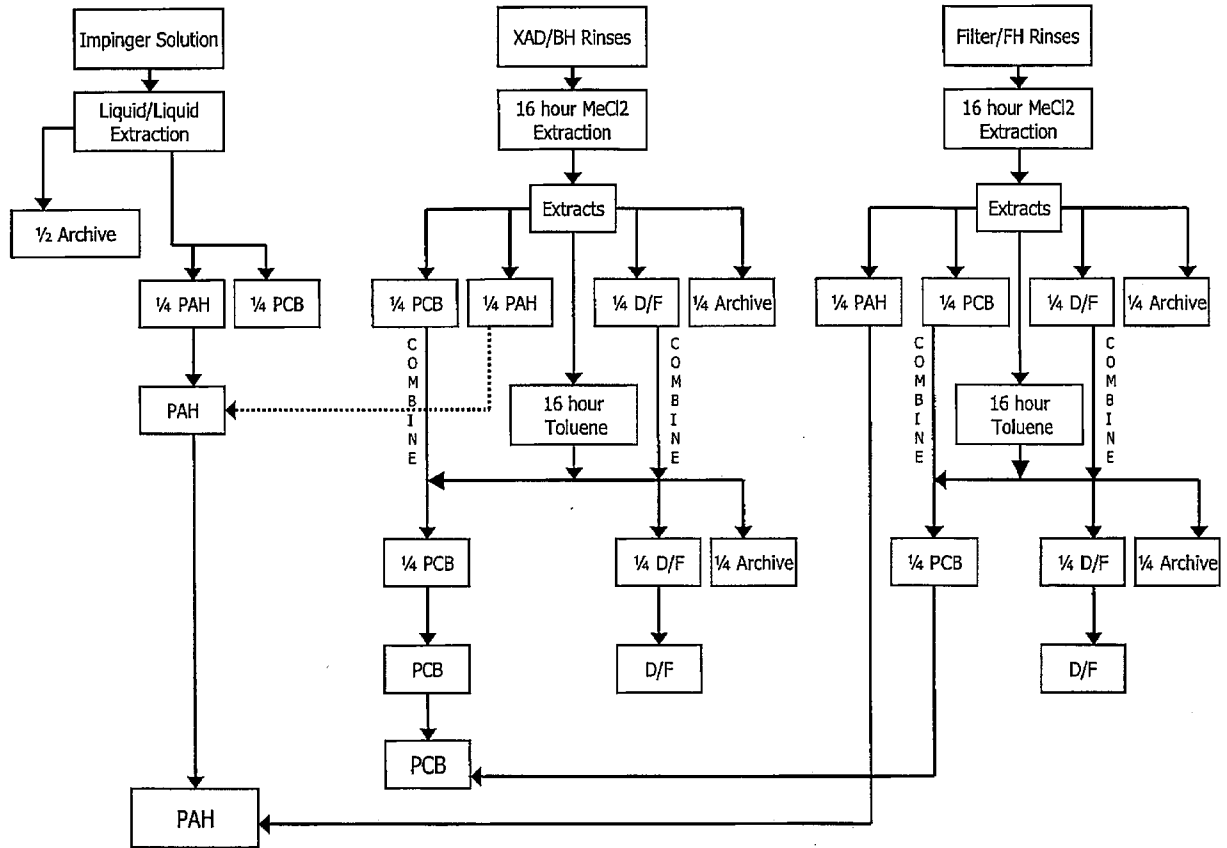 Impinger Solution
XAD/BH Rinses
Filter/FH Rinses
Liquid/Liquid
Extraction
16 hour MeCl2
Extraction
16 hour MeCl2
Extraction
Extracts
Extracts
½ Archive
¼ PAH
¼ PCB
¼ PCB
¼ PAH
¼ D/F
¼ Archive
¼ PAH
¼ PCB
¼ D/F
¼ Archive
COMBINE
COMBINE
COMBINE
COMBINE
PAH
16 hour
Toluene
16 hour
Toluene
¼ PCB
¼ D/F
¼ Archive
¼ PCB
¼ D/F
¼ Archive
PCB
D/F
D/F
PCB
PAH